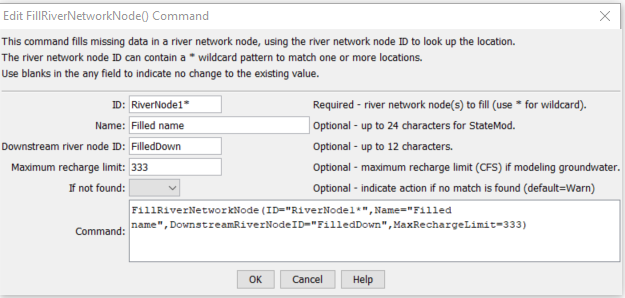 Edit FillRiverNetworkNode() Command
This command fills missing data in a river network node, using the river network node ID to look up the location.
The river network node ID can contain a * wildcard pattern to match one or more locations.
Use blanks in the any field to indicate no change to the existing value.
ID: RiverNode1* Required - river network node(s) to fill (use * for wildcard).
Name: Filled name Optional - up to 24 characters for StateMod.
Downstream river node ID: FilledDown Optional - up to 12 characters.
Maximum recharge limit: 333 Optional - maximum recharge limit (CFS) if modeling groundwater.
If not found: Optional - indicate action if no match is found (default=Warn)
FillRiverNetworkNode(ID="RiverNode1*",Name="Filled
Command: name",DownstreamRiverNodeID="FilledDown",MaxRechargeLimit=333)
OK Cancel Help